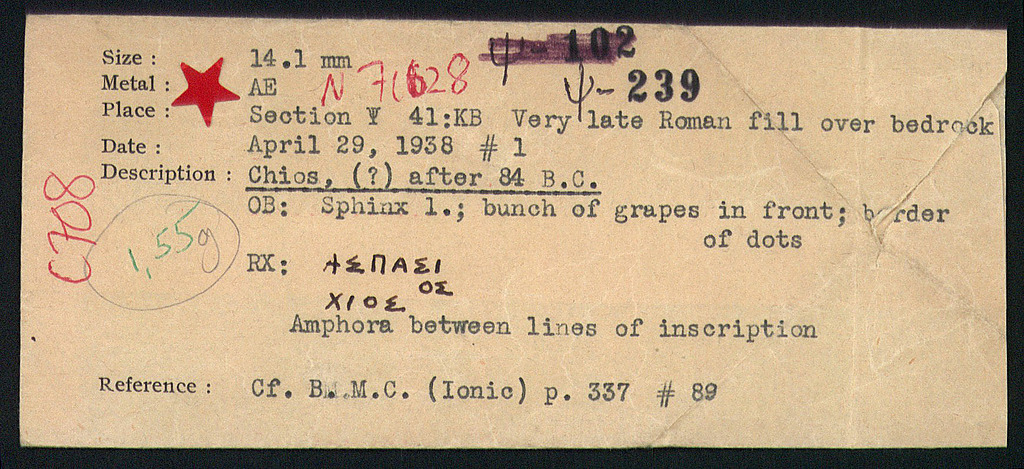 Ψ - 102
Size : 14.1 mm
Ψ - 239
Metal : AE N 71628
Place : Section Ψ 41:KB Very late Roman fill over bedrock
Date : April 29, 1938 # 1
Description : Chios, (?) after 84 B.C.
C708
OB: Sphinx l.; bunch of grapes in front; border
of dots
1,55g
RX: ΑΣΠΑΣΙ
ΟΣ
ΧΙΟΣ
Amphora between lines of inscription
Reference : Cf. B.M.C. (Ionic) p. 337 # 89